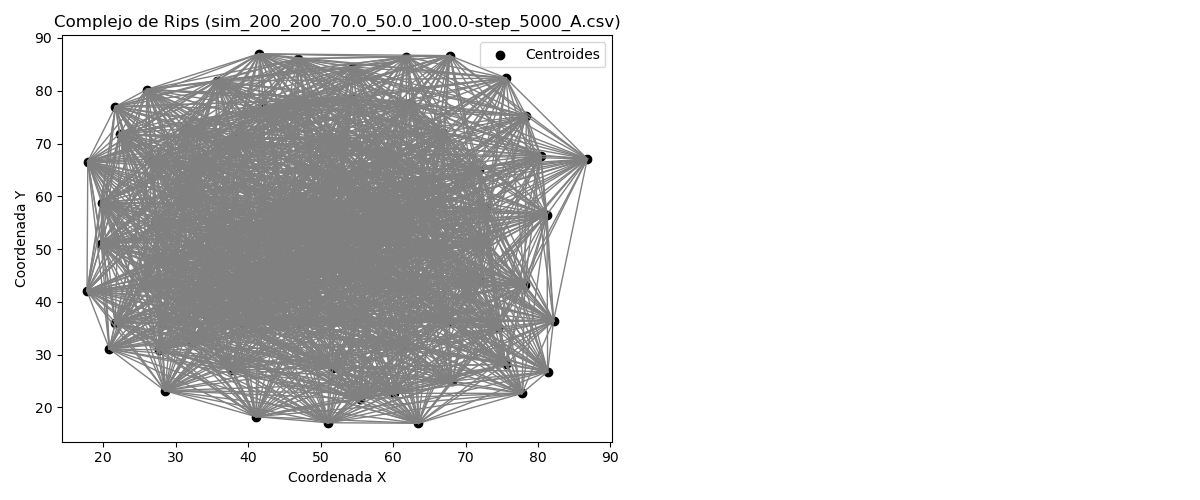 Complejo de Rips (sim_200_200_70.0_50.0_100.0-step_5000_A.csv)
90
80
70
60
50
40
30
20
Coordenada Y
Centroides
20 30 40 50 60 70 80 90
Coordenada X